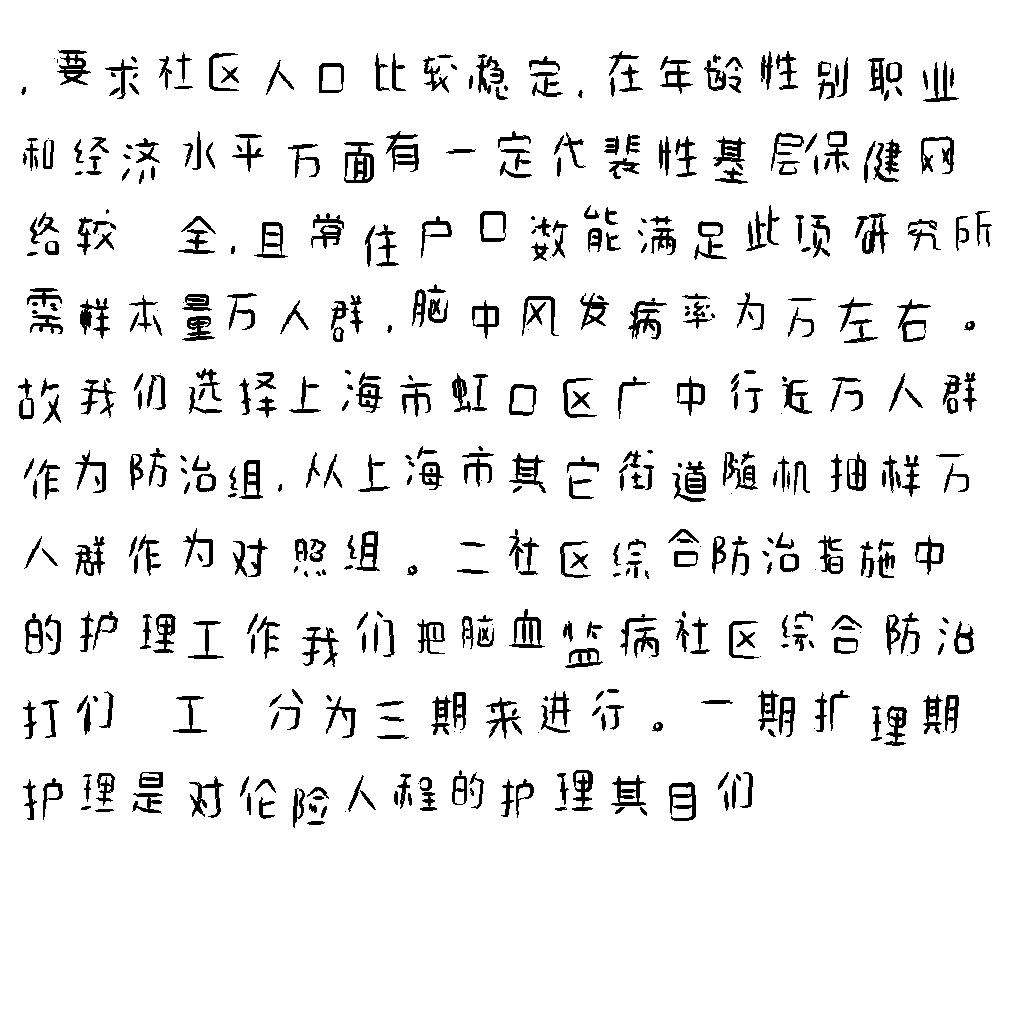 ,要求社区人口比较稳定,在年龄性别职业
和经济水平万面有一定代裴性基层保健网
络较 全,且常住户口数能满足此项研究所
需样本量万人群,脑中风发病率为万左右。
故我们选择上海市虹口区广中行近万人群
作为防治组,从上海市其它街道随机抽样万
人群作为对照组。二社区综合防治指施中
的护理工作我们把脑血监病社区综合防治
打们 工 分为三期来进行。一期扩理期
护理是对伦险人程的护理其目们